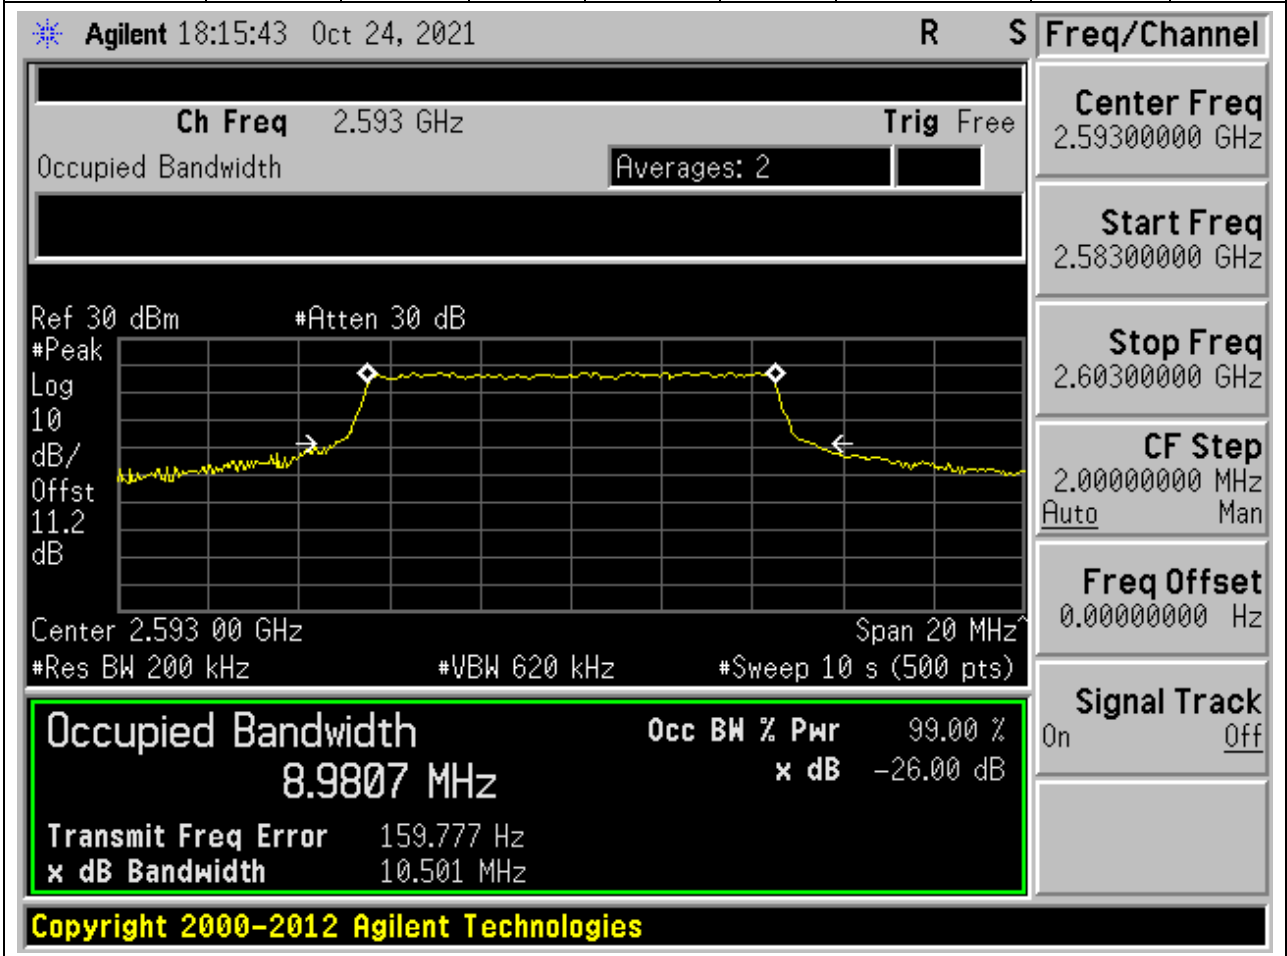 Agilent 18:15:43 Oct 24, 2021 R S
Freq/Channel
Ch Freq 2.593 GHz Trig Free
Occupied Bandwidth Averages: 2
Ref 30 dBm #Atten 30 dB
#Peak
Log
10
dB/
Offst
11.2
dB
Center 2.593 00 GHz Span 20 MHz^
#Res BW 200 kHz #VBW 620 kHz #Sweep 10 s (500 pts)
Occupied Bandwidth Occ BW % Pwr 99.00 %
8.9807 MHz x dB -26.00 dB
Transmit Freq Error 159.777 Hz
x dB Bandwidth 10.501 MHz
Center Freq
2.59300000 GHz
Start Freq
2.58300000 GHz
Stop Freq
2.60300000 GHz
CF Step
2.00000000 MHz
Auto Man
Freq Offset
0.00000000 Hz
Signal Track
On Off
Copyright 2000-2012 Agilent Technologies